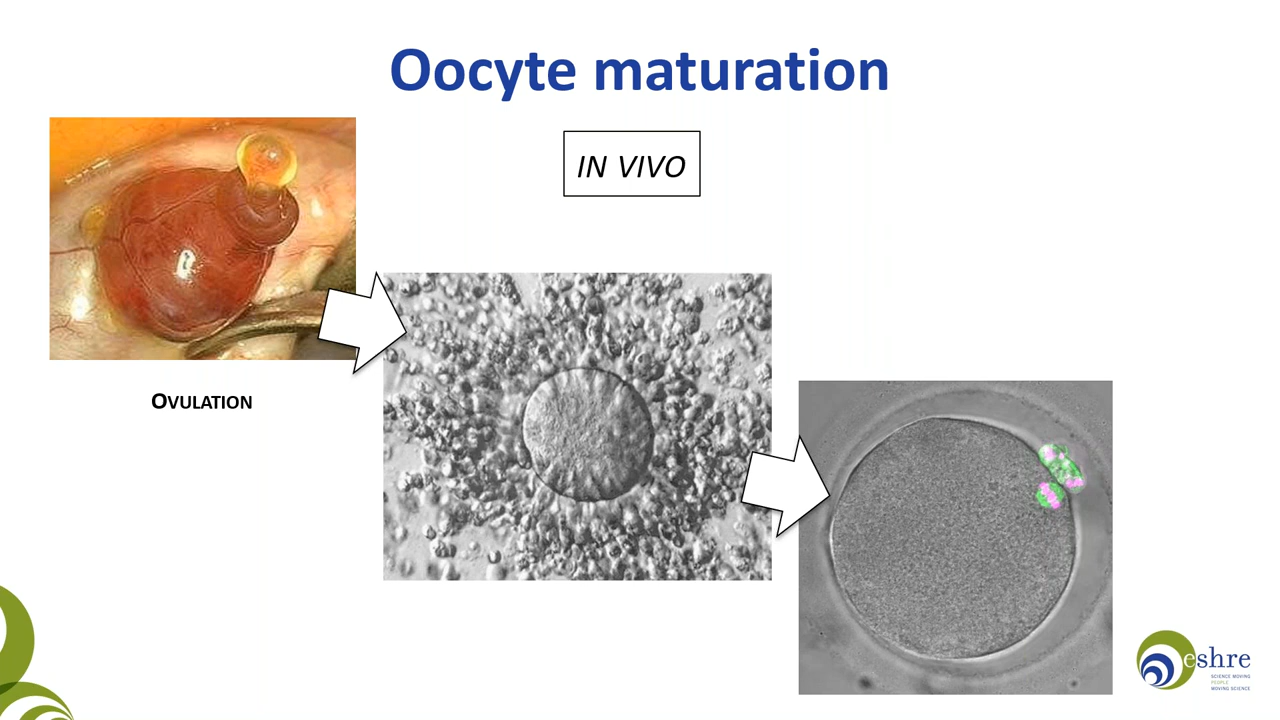 Oocyte maturation
IN VIVO
OVULATION
eshre
SCIENCE MOVING
PEOPLE
MOVING SCIENCE